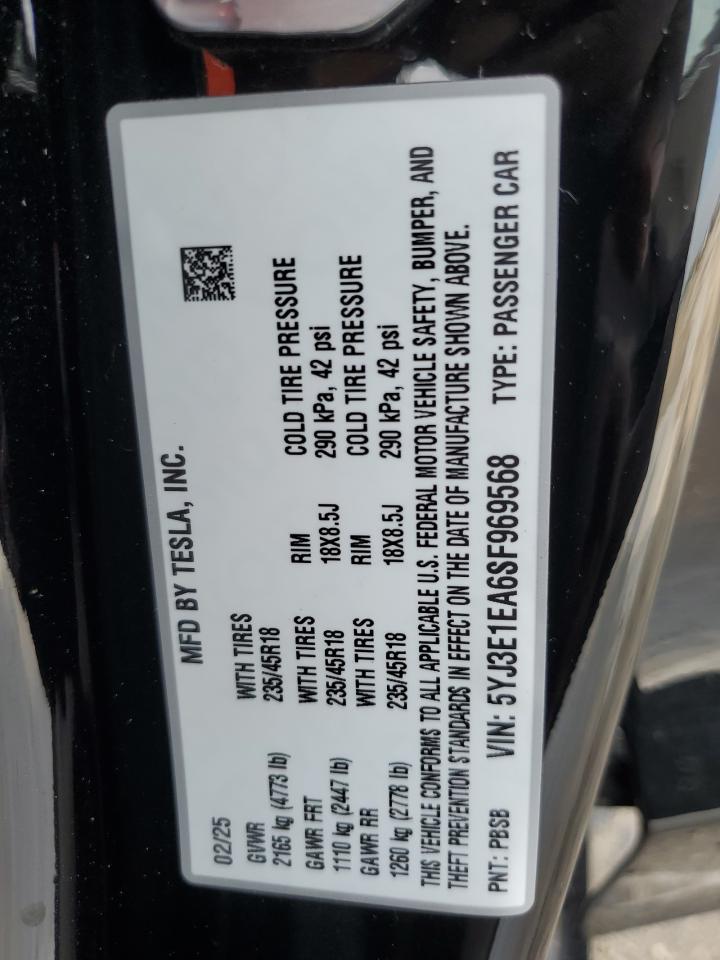 MFD BY TESLA, INC.
02/25
GVWR WITH TIRES
2165 kg (4773 lb) 235/45R18
GAWR FRT WITH TIRES RIM COLD TIRE PRESSURE
1110 kg (2447 lb) 235/45R18 18X8.5J 290 kPa, 42 psi
GAWR RR WITH TIRES RIM COLD TIRE PRESSURE
1260 kg (2778 lb) 235/45R18 18X8.5J 290 kPa, 42 psi
THIS VEHICLE CONFORMS TO ALL APPLICABLE U.S. FEDERAL MOTOR VEHICLE SAFETY, BUMPER, AND
THEFT PREVENTION STANDARDS IN EFFECT ON THE DATE OF MANUFACTURE SHOWN ABOVE.
PNT: PBSB VIN: 5YJ3E1EA6SF969568 TYPE: PASSENGER CAR